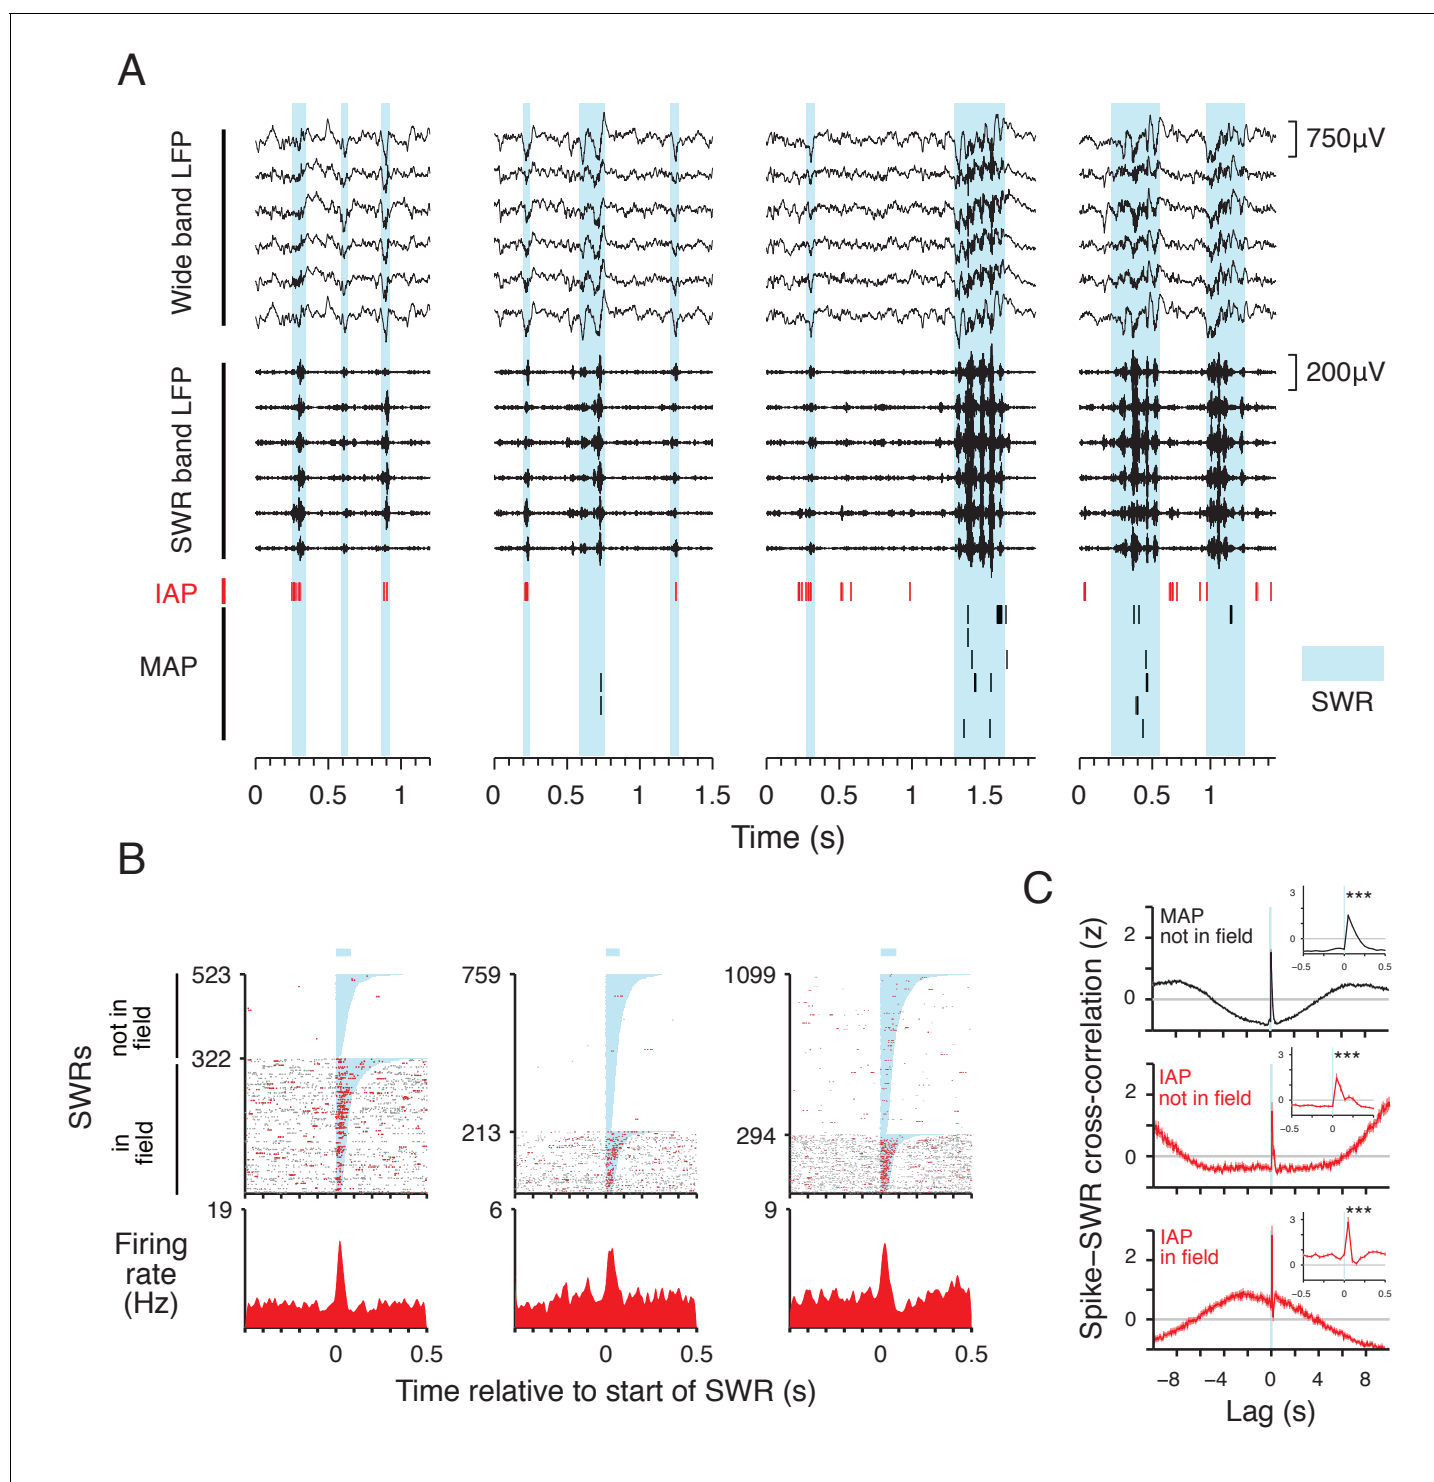 A
Wide band LFP
750µV
SWR band LFP
200µV
IAP
MAP
SWR
0 0.5 1
0 0.5 1 1.5
0 0.5 1 1.5
0 0.5 1
Time (s)
B
SWRs
not in
field
in
field
523
322
759
213
1099
294
Firing
rate
(Hz)
19
6
9
0 0.5
0 0.5
0 0.5
Time relative to start of SWR (s)
C
Spike–SWR cross-correlation (z)
MAP
not in field
2
0
3
0
***
−0.5 0 0.5
IAP
not in field
2
0
3
0
***
−0.5 0 0.5
IAP
in field
2
0
3
0
***
−0.5 0 0.5
−8 −4 0 4 8
Lag (s)